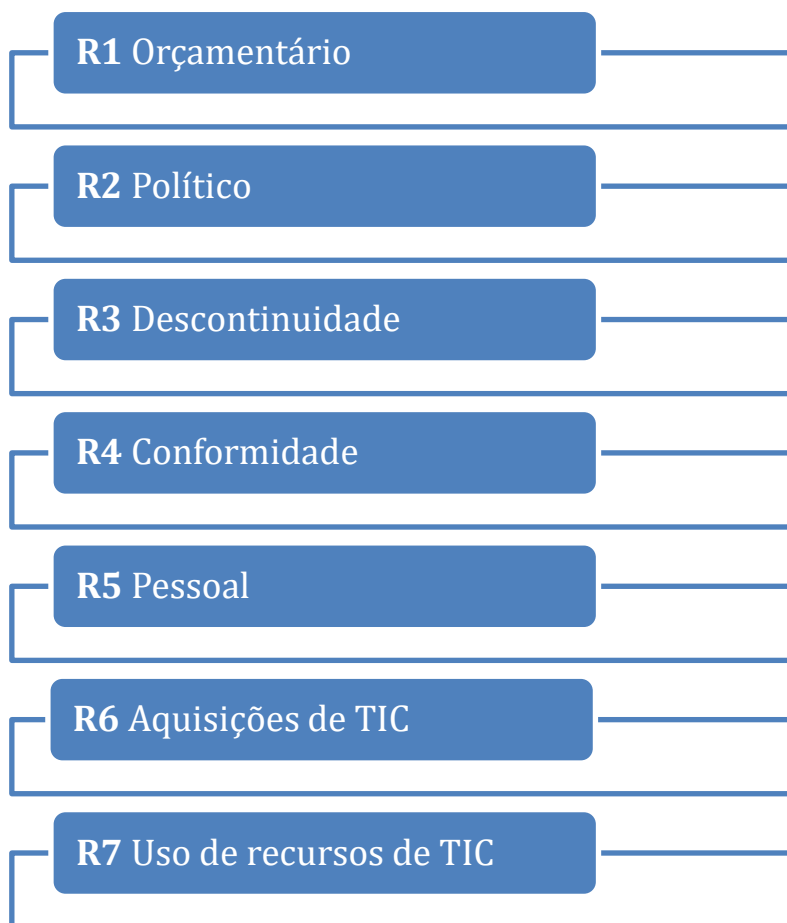 R1 Orçamentário
R2 Político
R3 Descontinuidade
R4 Conformidade
R5 Pessoal
R6 Aquisições de TIC
R7 Uso de recursos de TIC